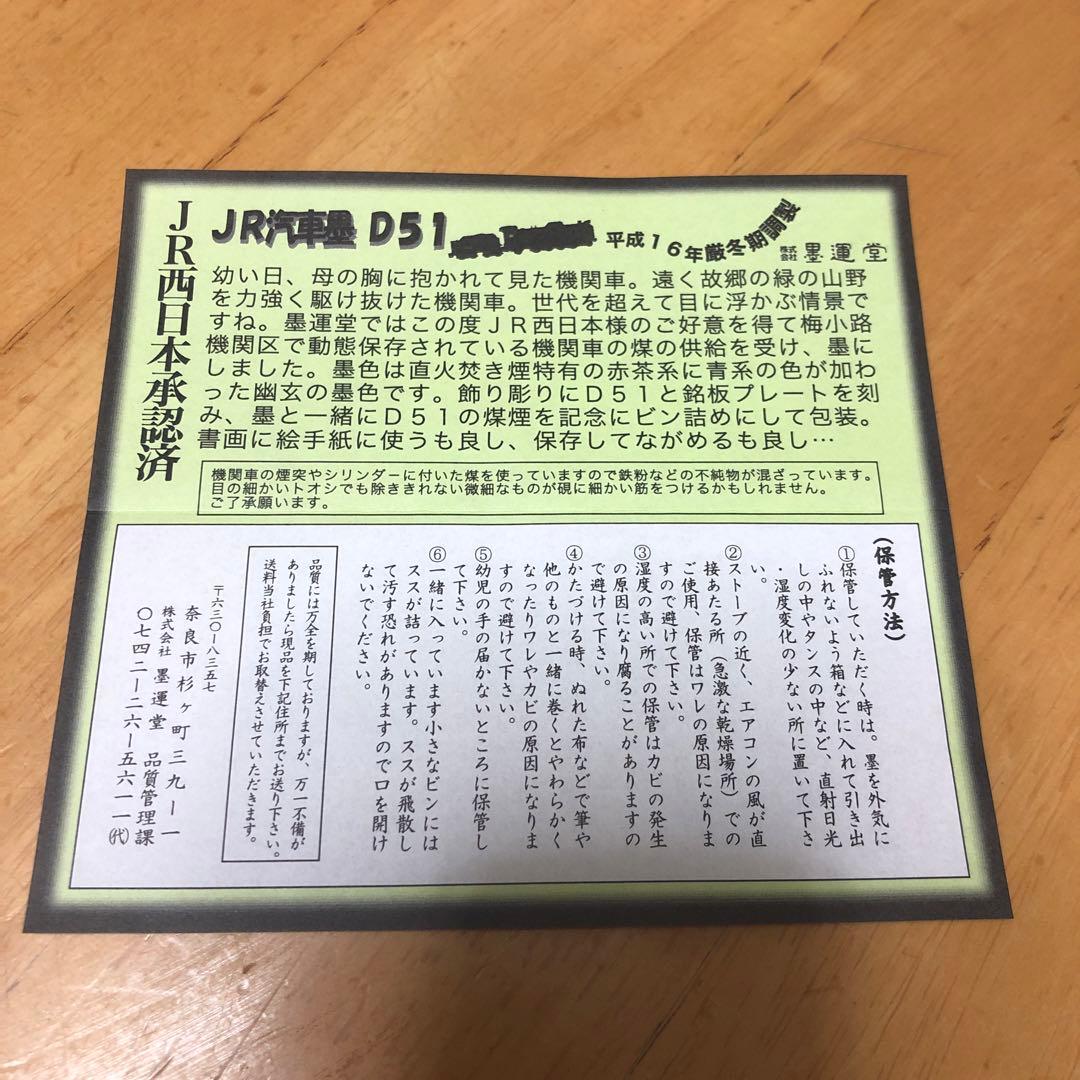 JR西日本承認済
JR汽車墨 D51
平成16年厳冬期調製
株式会社 墨運堂
幼い日、母の胸に抱かれて見た機関車。遠く故郷の緑の山野
を力強く駆け抜けた機関車。世代を超えて目に浮かぶ情景で
すね。墨運堂ではこの度JR西日本様のご好意を得て梅小路
機関区で動態保存されている機関車の煤の供給を受け、墨に
しました。墨色は直火焚き煙特有の赤茶系に青系の色が加わ
った幽玄の墨色です。飾り彫りにD51と銘板プレートを刻
み、墨と一緒にD51の煤煙を記念にビン詰めにして包装。
書画に絵手紙に使うも良し、保存してながめるも良し…
機関車の煙突やシリンダーに付いた煤を使っていますので鉄粉などの不純物が混ざっています。
目の細かいトオシでも除ききれない微細なものが硯に細かい筋をつけるかもしれません。
ご了承願います。
(保管方法)
①保管していただく時は。墨を外気に
ふれないよう箱などに入れて引き出
しの中やタンスの中など、直射日光
・湿度変化の少ない所に置いて下さ
い。
②ストーブの近く、エアコンの風が直
接あたる所(急激な乾燥場所)での
ご使用、保管はワレの原因になりま
すので避けて下さい。
③湿度の高い所での保管はカビの発生
の原因になり腐ることがありますの
で避けて下さい。
④かたづける時、ぬれた布などで筆や
他のものと一緒に巻くとやわらかく
なったりワレやカビの原因になりま
すので避けて下さい。
⑤幼児の手の届かないところに保管し
て下さい。
⑥一緒に入っています小さなビンには
ススが詰っています。ススが飛散し
て汚す恐れがありますので口を開け
ないでください。
品質には万全を期しておりますが、万一不備が
ありましたら現品を下記住所までお送り下さい。
送料当社負担でお取替えさせていただきます。
〒六三〇-八三五七
奈良市杉ヶ町三九-一
株式会社 墨運堂 品質管理課
〇七四二-二六-五六一一(代)